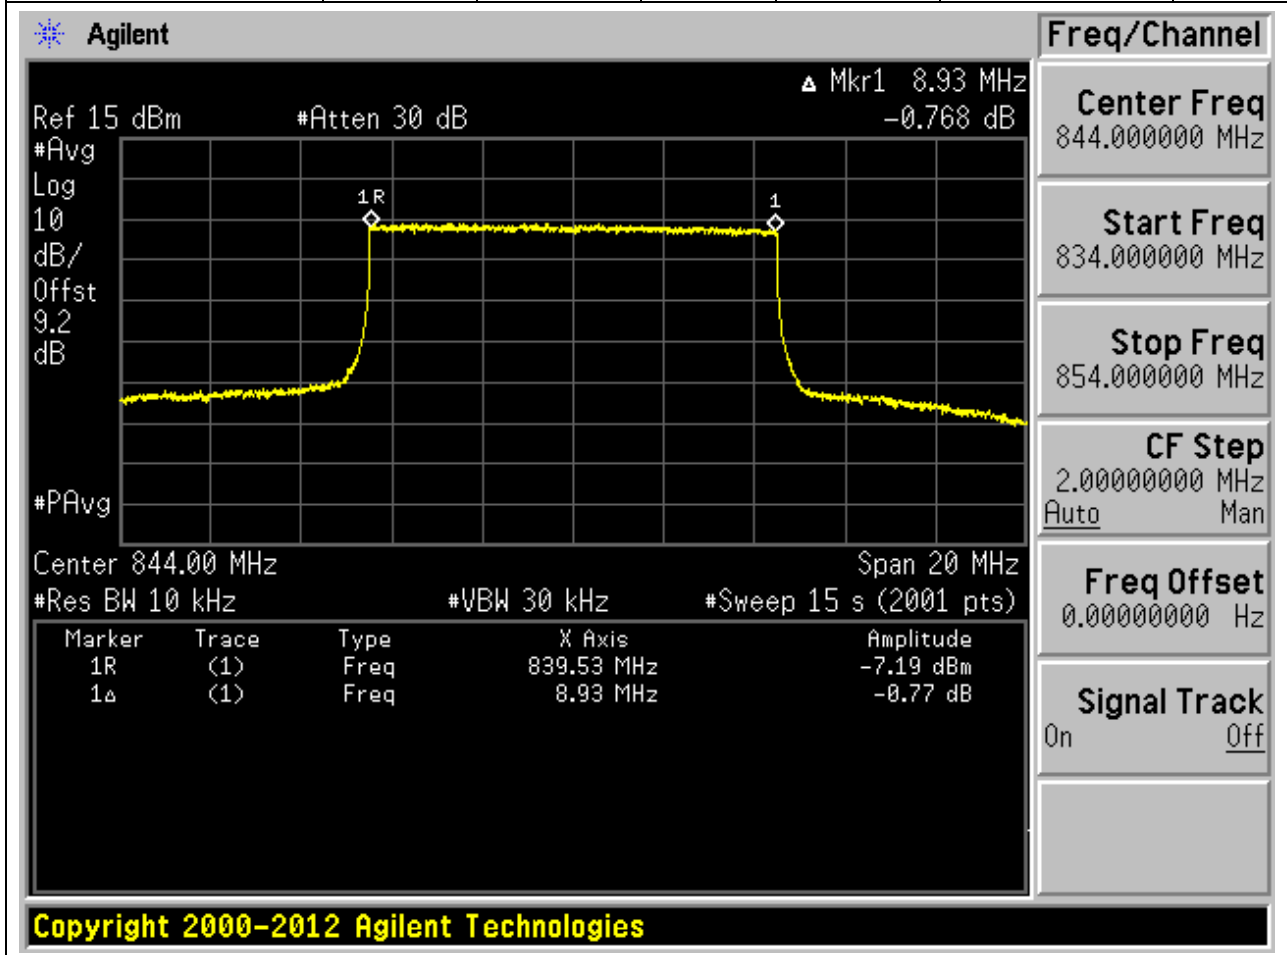 Agilent
Freq/Channel
▵ Mkr1 8.93 MHz
Ref 15 dBm #Atten 30 dB -0.768 dB
#Avg
Log
10
dB/
Offst
9.2
dB
#PAvg
1R
1
Center 844.00 MHz Span 20 MHz
#Res BW 10 kHz #VBW 30 kHz #Sweep 15 s (2001 pts)
Marker Trace Type X Axis Amplitude
1R (1) Freq 839.53 MHz -7.19 dBm
1▵ (1) Freq 8.93 MHz -0.77 dB
Center Freq
844.000000 MHz
Start Freq
834.000000 MHz
Stop Freq
854.000000 MHz
CF Step
2.00000000 MHz
Auto Man
Freq Offset
0.00000000 Hz
Signal Track
On Off
Copyright 2000-2012 Agilent Technologies